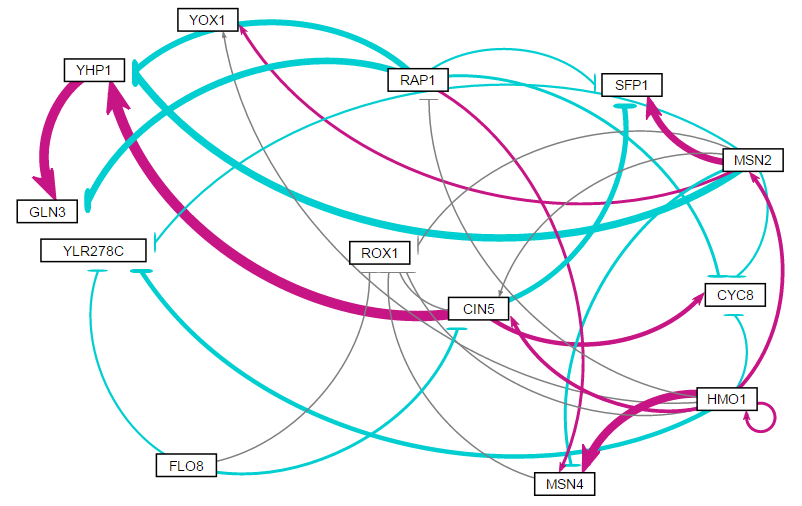 YOX1
YHP1
RAP1
SFP1
MSN2
GLN3
YLR278C
ROX1
CYC8
CIN5
HMO1
FLO8
MSN4